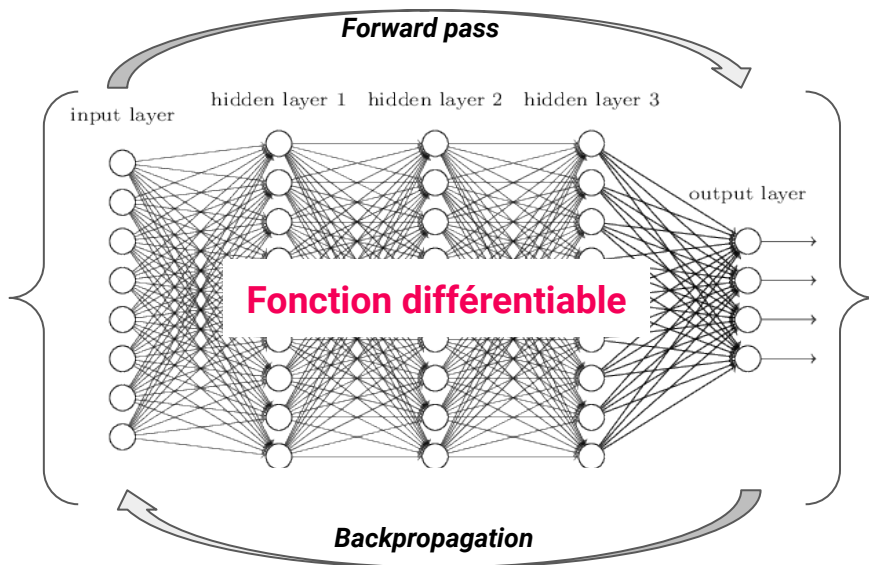 Forward pass
input layer
hidden layer 1
hidden layer 2
hidden layer 3
output layer
Fonction différentiable
Backpropagation